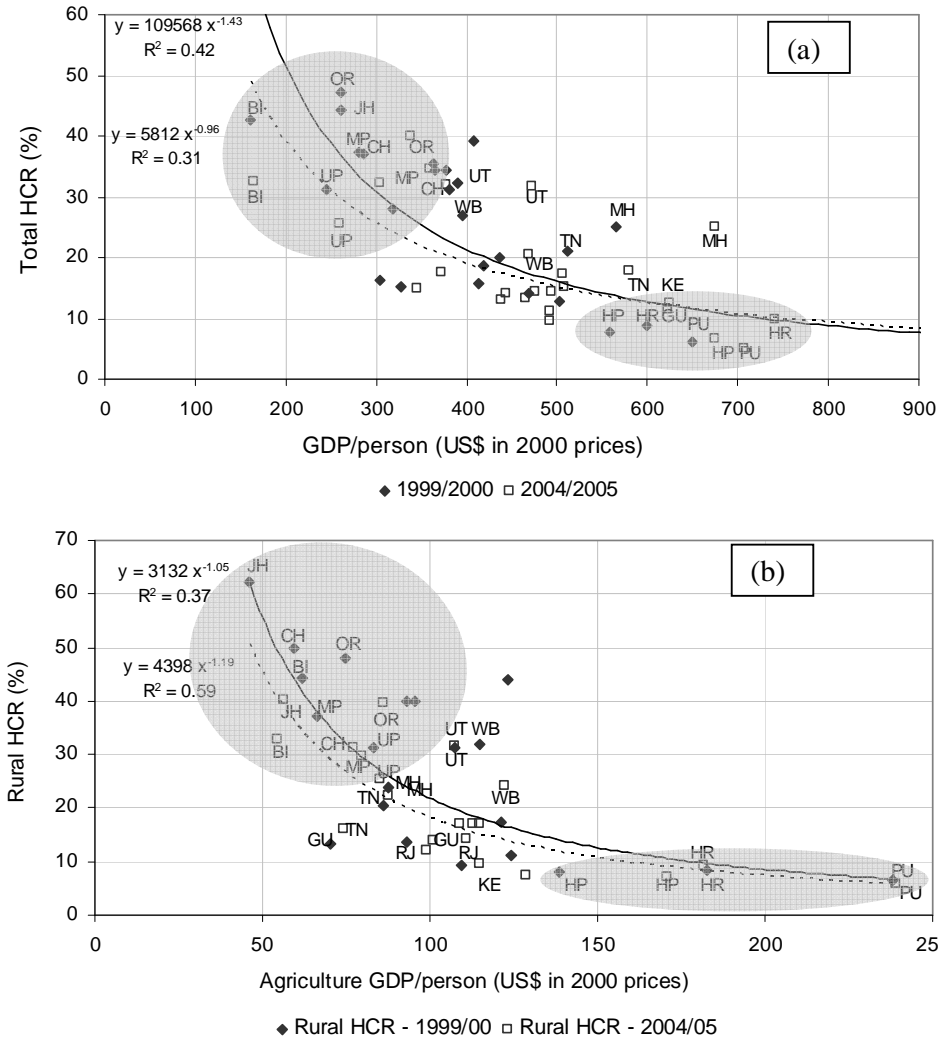 60
y = 109568 x^-1.43
R² = 0.42
(a)
50
OR
BI
JH
40
y = 5812 x^-0.96
R² = 0.31
MP
CH
OR
UP
MP
CH
UT
UT
30
BI
WB
UP
MH
MH
20
TN
WB
TN
KE
10
HP
HR
GU
PU
HR
HP
PU
0
Total HCR (%)
0 100 200 300 400 500 600 700 800 900
GDP/person (US$ in 2000 prices)
1999/2000 2004/2005
70
JH
y = 3132 x^-1.05
R² = 0.37
(b)
60
CH
OR
50
BI
y = 4398 x^-1.19
R² = 0.59
40
JH
MP
OR
UP
UT
WB
CH
BI
30
MP
UP
UT
MH
MH
TN
WB
20
TN
GU
RJ
GU
RJ
KE
10
HR
HP
HP
HR
PU
PU
0
Rural HCR (%)
0 50 100 150 200 25
Agriculture GDP/person (US$ in 2000 prices)
Rural HCR - 1999/00 Rural HCR - 2004/05